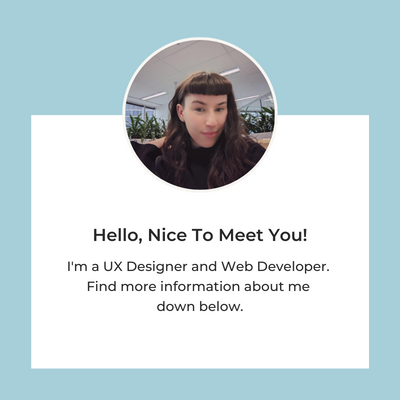 Hello, Nice To Meet You!
I'm a UX Designer and Web Developer.
Find more information about me
down below.